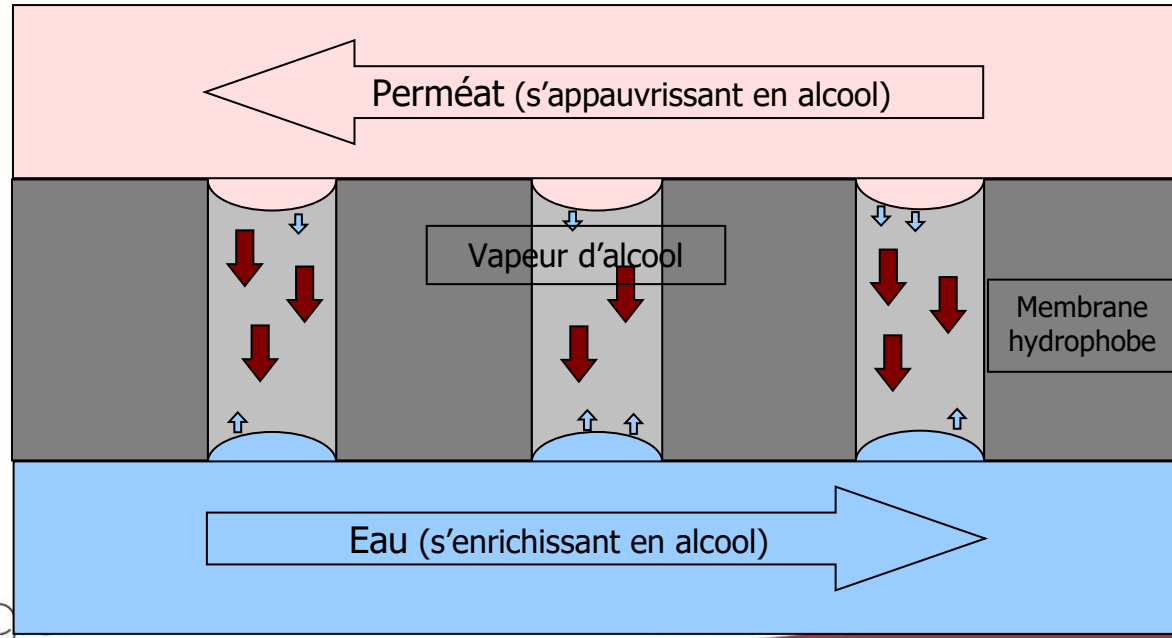 Perméat (s'appauvrissant en alcool)
Vapeur d'alcool
Membrane
hydrophobe
Eau (s'enrichissant en alcool)